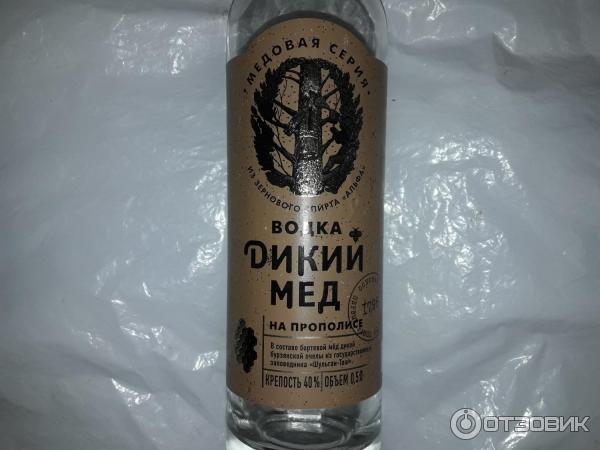 МЕДОВАЯ СЕРИЯ
ИЗ ЗЕРНОВОГО СПИРТА «АЛЬФА»
ВОДКА
ДИКИЙ
МЕД
НА ПРОПОЛИСЕ
В составе бортевой мёд дикой
бурзянской пчелы из государственного
заповедника «Шульган-Таш».
КРЕПОСТЬ 40% ОБЪЕМ 0,5
ОТЗОВИК